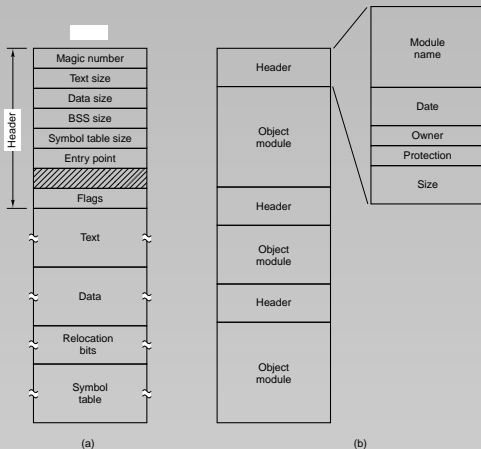 Header
Magic number
Text size
Data size
BSS size
Symbol table size
Entry point
Flags
Text
Data
Relocation
bits
Symbol
table
(a)
Header
Object
module
Header
Object
module
Header
Object
module
Module
name
Date
Owner
Protection
Size
(b)